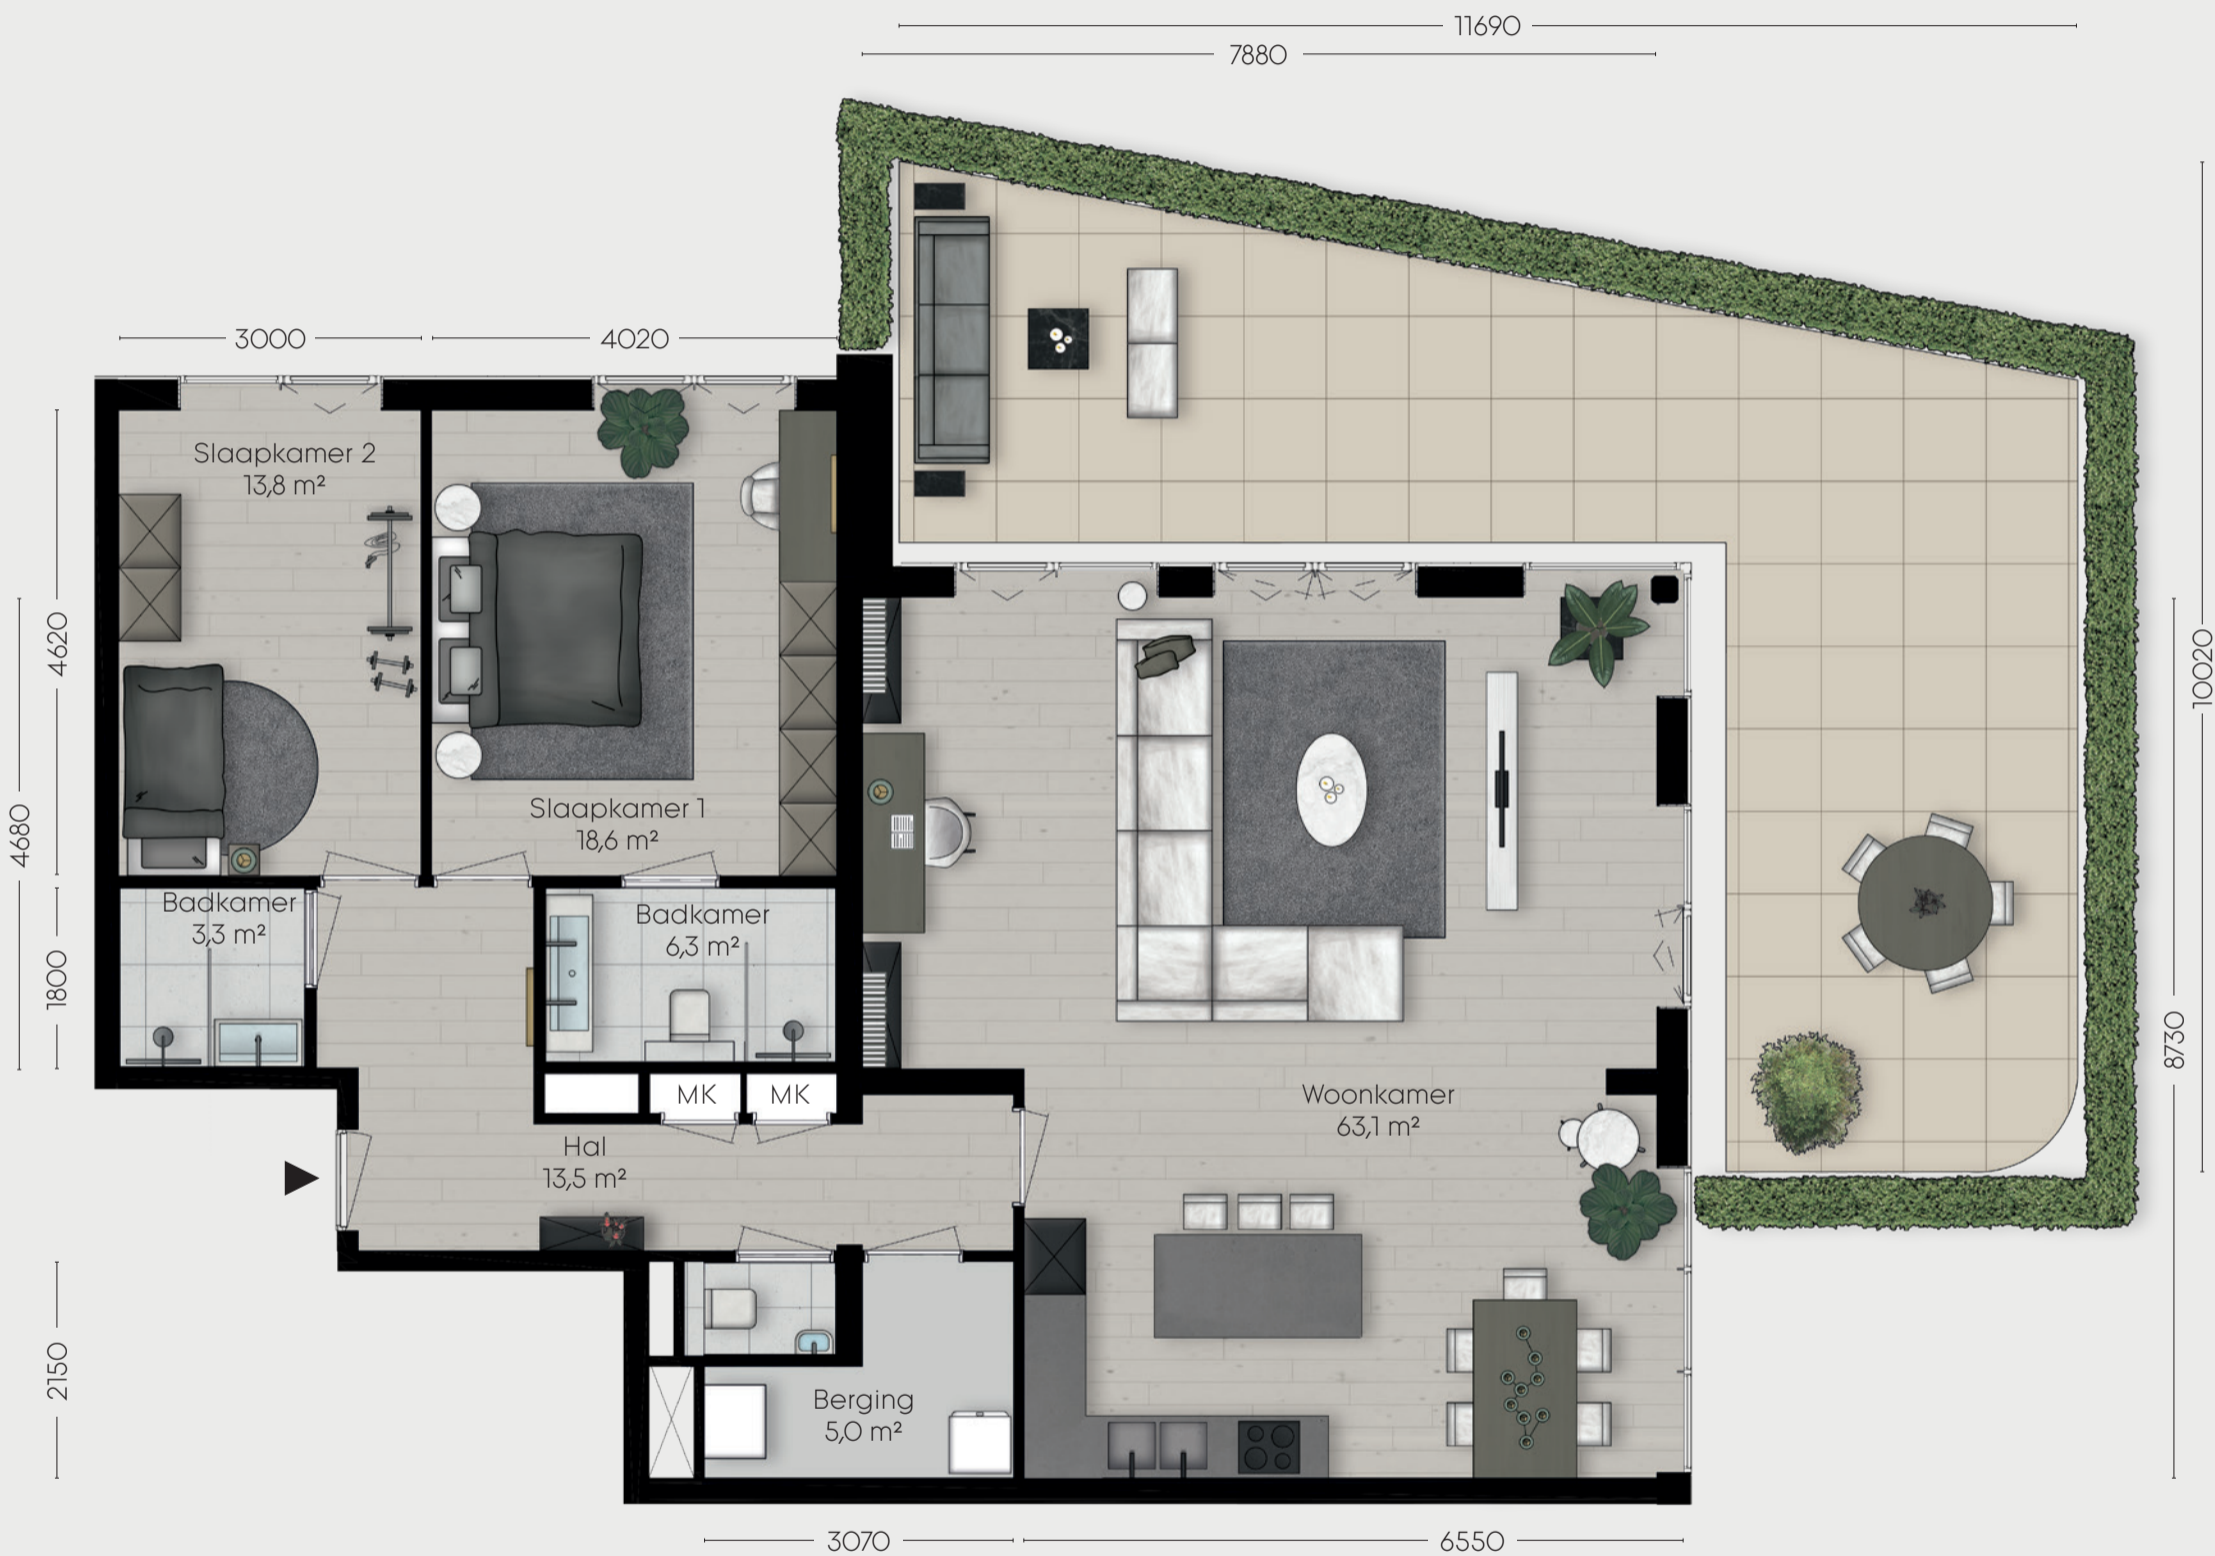 11690
7880
3000
4020
Slaapkamer 2
13,8 m²
4620
4680
10020
Slaapkamer 1
18,6 m²
Badkamer
3,3 m²
Badkamer
6,3 m²
1800
8730
MK
MK
Woonkamer
63,1 m²
Hal
13,5 m²
2150
Berging
5,0 m²
3070
6550